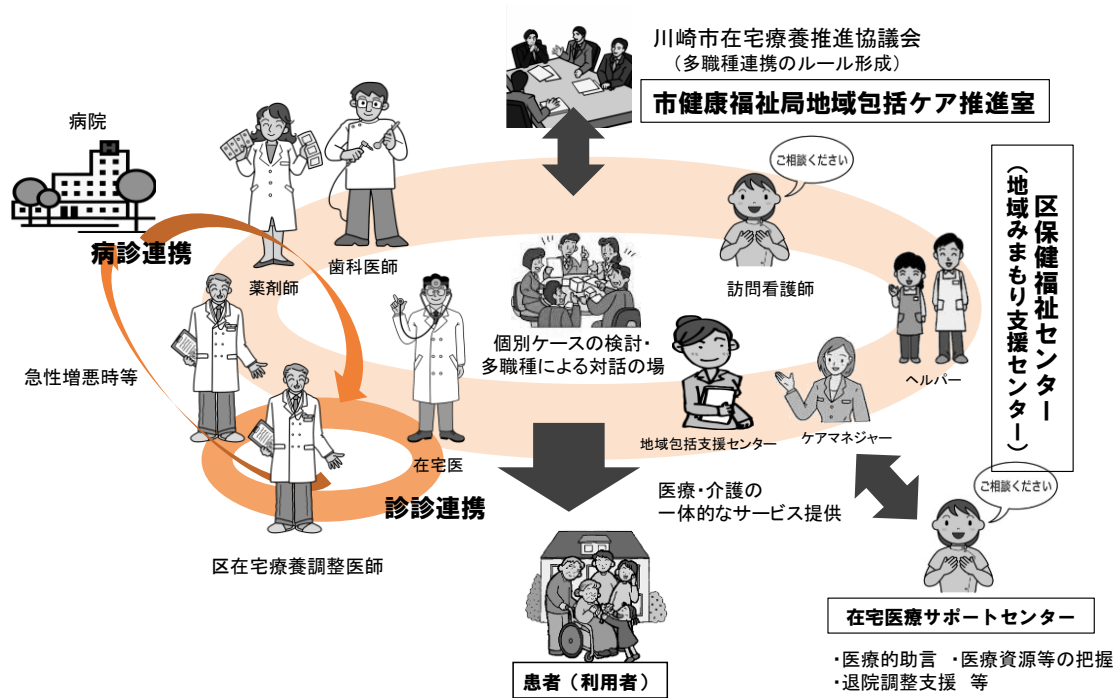 川崎市在宅療養推進協議会
（多職種連携のルール形成）
市健康福祉局地域包括ケア推進室
病院
ご相談ください
区保健福祉センター
（地域みまもり支援センター）
病診連携
歯科医師
薬剤師
訪問看護師
個別ケースの検討・
多職種による対話の場
急性増悪時等
ヘルパー
地域包括支援センター
ケアマネジャー
在宅医
診診連携
医療・介護の
一体的なサービス提供
ご相談ください
区在宅療養調整医師
在宅医療サポートセンター
・医療的助言 ・医療資源等の把握
・退院調整支援 等
患者（利用者）